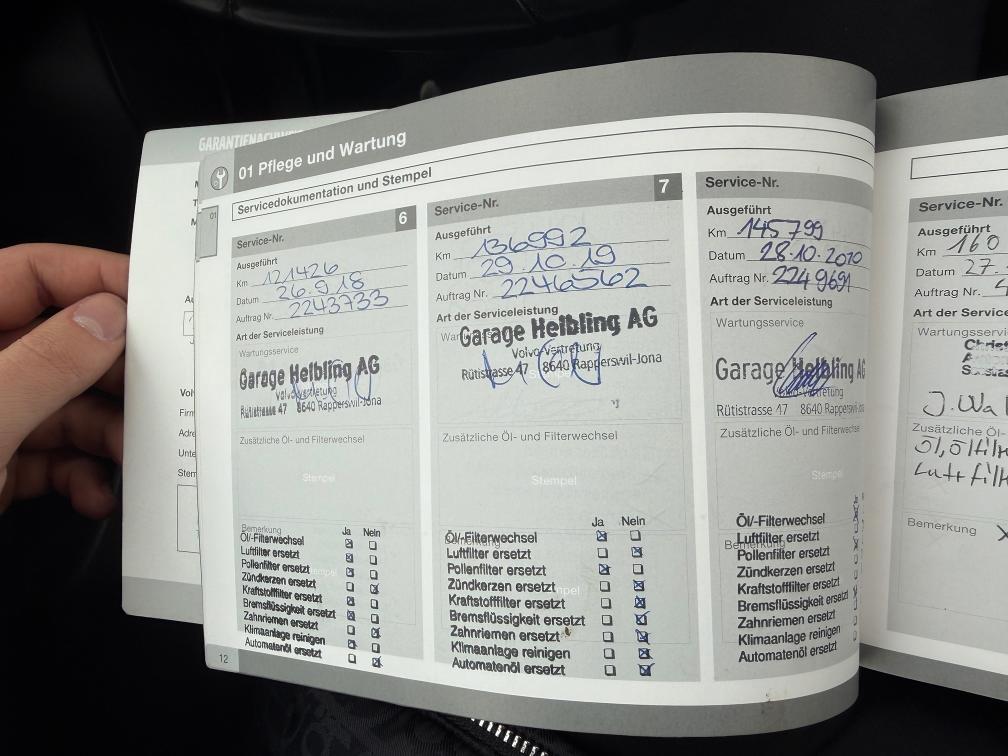 GARANTIENACHWEIS
01 Pflege und Wartung
Servicedokumentation und Stempel
01
6
Service-Nr.
Ausgeführt
Km 121426
Datum 26.9.18
Auftrag Nr. 2243733
Art der Serviceleistung
Wartungsservice
Garage Helbling AG
Volvo-Vertretung
Rütistrasse 47 8640 Rapperswil-Jona
Zusätzliche Öl- und Filterwechsel
Stempel
Bemerkung
Ja Nein
Öl/-Filterwechsel
Luftfilter ersetzt
Pollenfilter ersetzt
Zündkerzen ersetzt
Kraftstofffilter ersetzt
Bremsflüssigkeit ersetzt
Zahnriemen ersetzt
Klimaanlage reinigen
Automatenöl ersetzt
12
7
Service-Nr.
Ausgeführt
Km 136992
Datum 29.10.19
Auftrag Nr. 2246562
Art der Serviceleistung
Garage Helbling AG
Volvo-Vertretung
Rütistrasse 47 8640 Rapperswil-Jona
Zusätzliche Öl- und Filterwechsel
Stempel
Ja Nein
Öl/-Filterwechsel
Luftfilter ersetzt
Pollenfilter ersetzt
Zündkerzen ersetzt
Kraftstofffilter ersetzt
Bremsflüssigkeit ersetzt
Zahnriemen ersetzt
Klimaanlage reinigen
Automatenöl ersetzt
Service-Nr.
Ausgeführt
Km 145799
Datum 28.10.2020
Auftrag Nr. 2249691
Art der Serviceleistung
Wartungsservice
Garage Helbling AG
Volvo-Vertretung
Rütistrasse 47 8640 Rapperswil-Jona
Zusätzliche Öl- und Filterwechsel
Stempel
Bemerkung
Öl/-Filterwechsel
Luftfilter ersetzt
Pollenfilter ersetzt
Zündkerzen ersetzt
Kraftstofffilter ersetzt
Bremsflüssigkeit ersetzt
Zahnriemen ersetzt
Klimaanlage reinigen
Automatenöl ersetzt
Service-Nr.
Ausgeführt
Km 160
Datum 27.
Auftrag Nr.
Art der Service
Wartungsservice
Zusätzliche Öl-
Bemerkung